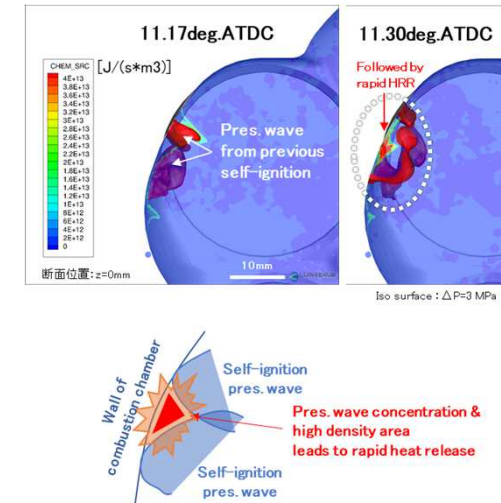 11.17deg.ATDC
11.30deg.ATDC
CHEM_SRC [J/(s*m3)]
4E+13
3.8E+13
3.6E+13
3.4E+13
3.2E+13
3E+13
2.8E+13
2.6E+13
2.4E+13
2.2E+13
2E+13
1.8E+13
1.6E+13
1.4E+13
1.2E+13
1E+13
8E+12
6E+12
4E+12
2E+12
0
Pres. wave
from previous
self-ignition
断面位置:z=0mm
10mm
Followed by
rapid HRR
Iso surface : ΔP=3 MPa
Wall of
combustion chamber
Self-ignition
pres. wave
Pres. wave concentration &
high density area
leads to rapid heat release
Self-ignition
pres. wave